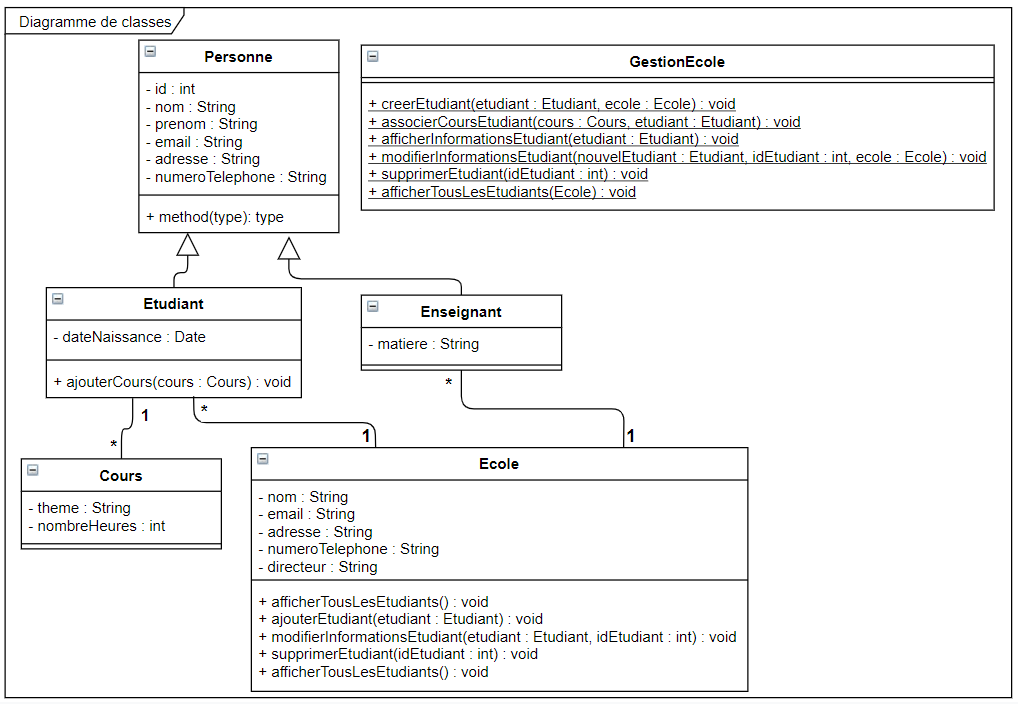 Diagramme de classes
Personne
- id : int
- nom : String
- prenom : String
- email : String
- adresse : String
- numeroTelephone : String
+ method(type): type
GestionEcole
+ creerEtudiant(etudiant : Etudiant, ecole : Ecole) : void
+ associerCoursEtudiant(cours : Cours, etudiant : Etudiant) : void
+ afficherInformationsEtudiant(etudiant : Etudiant) : void
+ modifierInformationsEtudiant(nouvelEtudiant : Etudiant, idEtudiant : int, ecole : Ecole) : void
+ supprimerEtudiant(idEtudiant : int) : void
+ afficherTousLesEtudiants(Ecole) : void
Etudiant
- dateNaissance : Date
+ ajouterCours(cours : Cours) : void
Enseignant
- matiere : String
1
*
*
1
*
1
Cours
- theme : String
- nombreHeures : int
Ecole
- nom : String
- email : String
- adresse : String
- numeroTelephone : String
- directeur : String
+ afficherTousLesEtudiants() : void
+ ajouterEtudiant(etudiant : Etudiant) : void
+ modifierInformationsEtudiant(etudiant : Etudiant, idEtudiant : int) : void
+ supprimerEtudiant(idEtudiant : int) : void
+ afficherTousLesEtudiants() : void